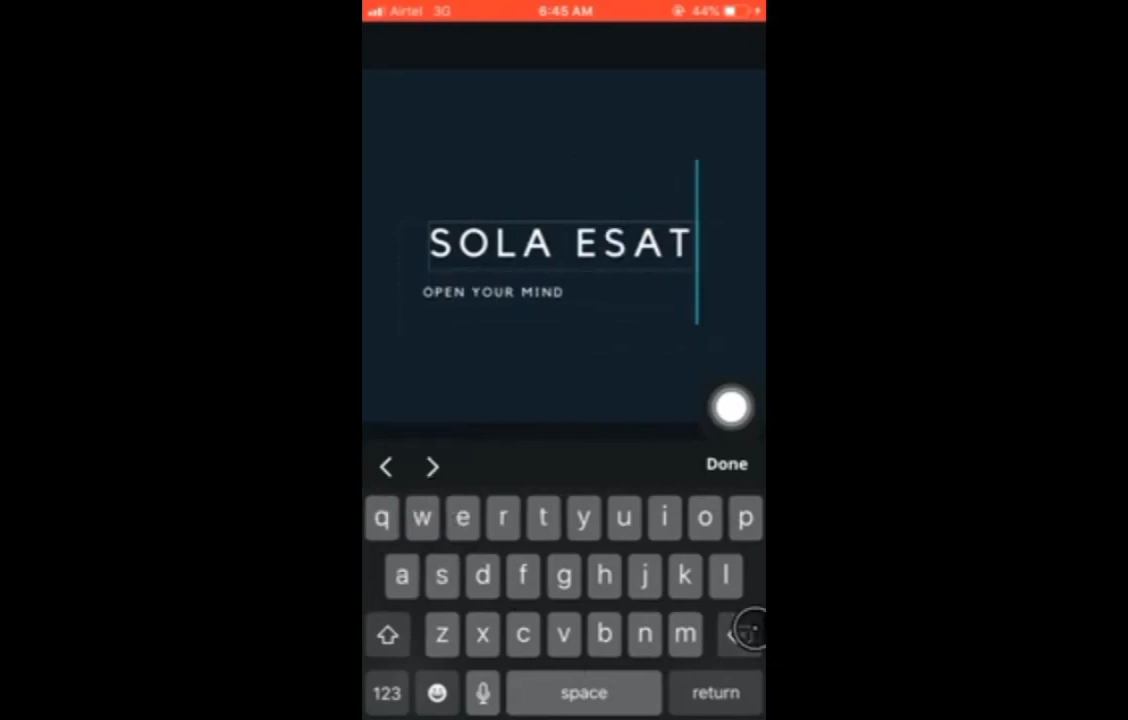 Airtel 3G 6:45 AM 44%
SOLA ESAT
OPEN YOUR MIND
Done
q w e r t y u i o p
a s d f g h j k l
z x c v b n m
123 space return